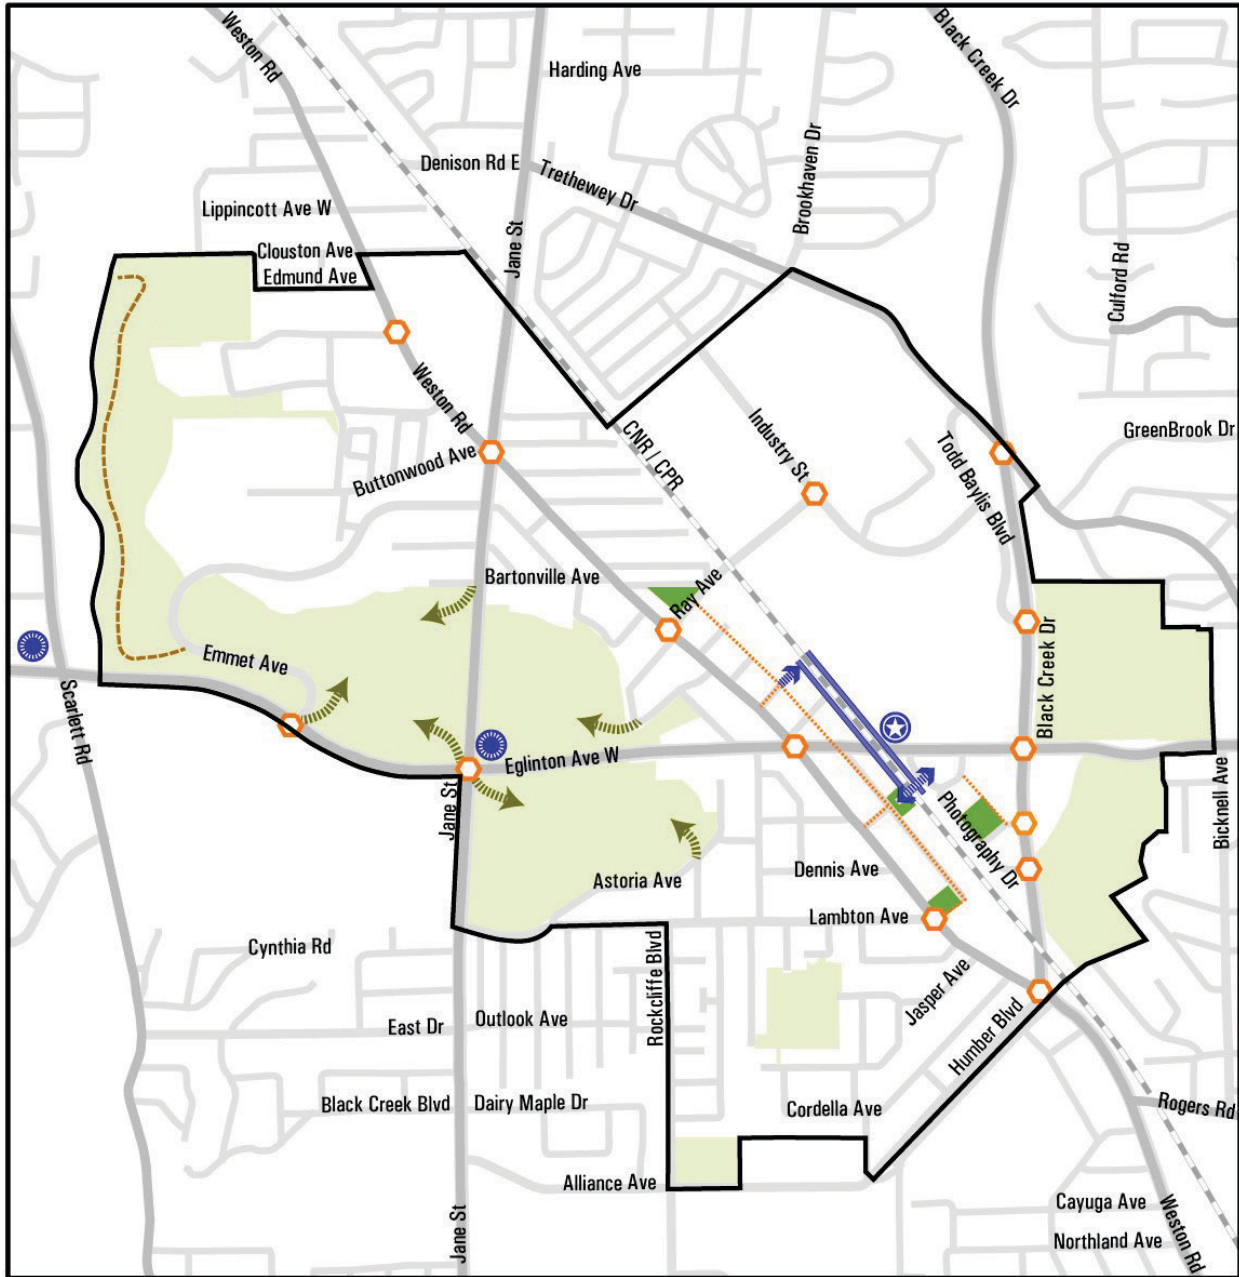 Weston Rd
Black Creek Dr
Harding Ave
Brookhaven Dr
Denison Rd E
Trethewey Dr
Lippincott Ave W
Jane St
Clouston Ave
Edmund Ave
Culford Rd
Weston Rd
CNR / CPR
Industry St
Todd Baylis Blvd
GreenBrook Dr
Buttonwood Ave
Bartonville Ave
Ray Ave
Emmet Ave
Scarlett Rd
Black Creek Dr
Eglinton Ave W
Jane St
Bicknell Ave
Photography Dr
Dennis Ave
Astoria Ave
Lambton Ave
Cynthia Rd
Rockcliffe Blvd
Jasper Ave
East Dr
Outlook Ave
Humber Blvd
Black Creek Blvd
Dairy Maple Dr
Cordella Ave
Rogers Rd
Alliance Ave
Jane St
Cayuga Ave
Weston Rd
Northland Ave